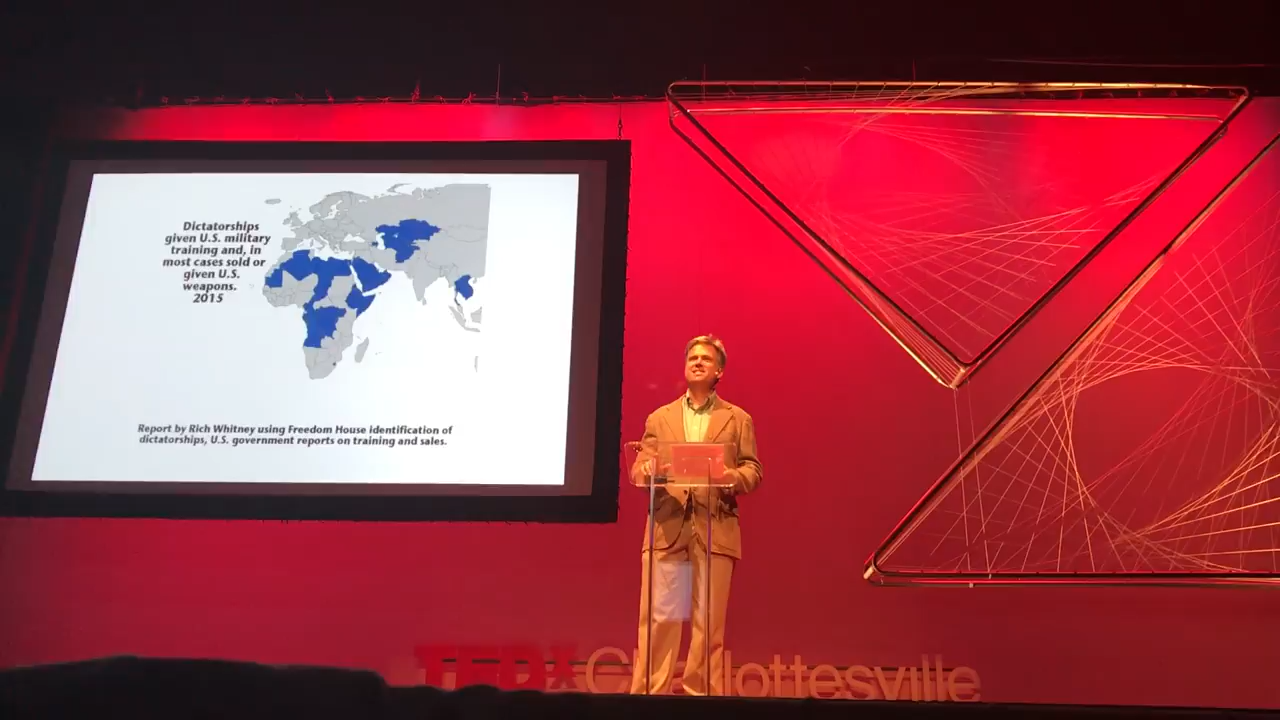 Dictatorships
given U.S. military
training and, in
most cases sold or
given U.S.
weapons.
2015
Report by Rich Whitney using Freedom House identification of
dictatorships, U.S. government reports on training and sales.
TEDxCharlottesville